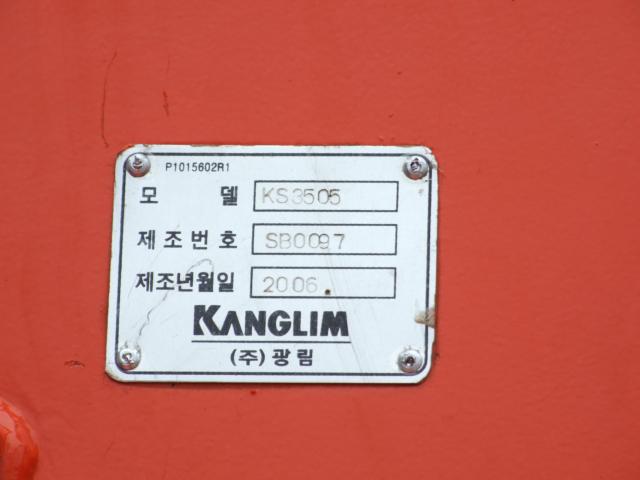 P1015602R1
모 델 KS3505
제조번호 SB0097
제조년월일 2006.
KANGLIM
(주) 광림